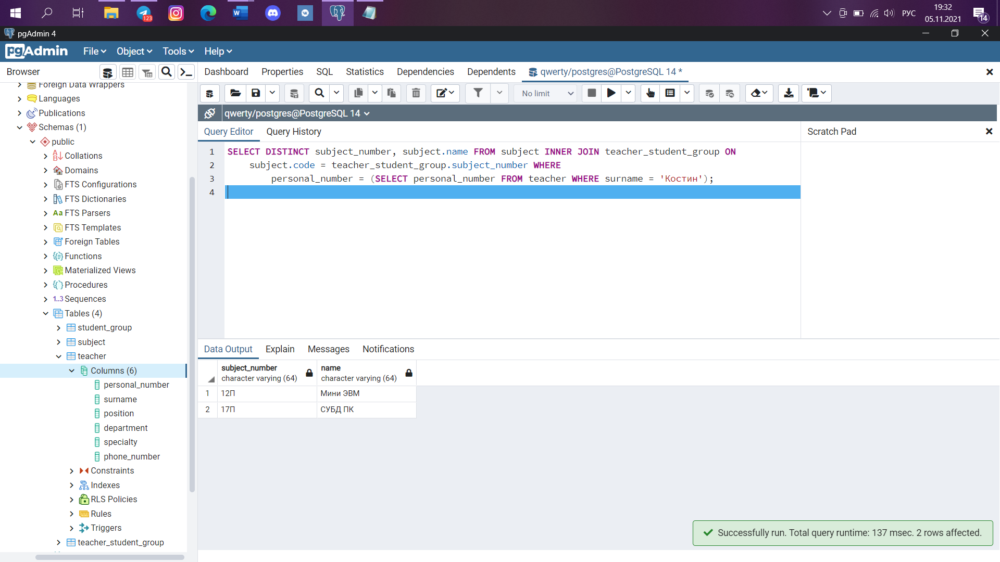 123
W
РУС
19:32
05.11.2021
14
pgAdmin 4
pgAdmin
File
Object
Tools
Help
Browser
Dashboard
Properties
SQL
Statistics
Dependencies
Dependents
qwerty/postgres@PostgreSQL 14 *
No limit
qwerty/postgres@PostgreSQL 14
Query Editor
Query History
Scratch Pad
Foreign Data Wrappers
Languages
Publications
Schemas (1)
public
Collations
Domains
FTS Configurations
FTS Dictionaries
Aa FTS Parsers
FTS Templates
Foreign Tables
Functions
Materialized Views
Procedures
1..3 Sequences
Tables (4)
student_group
subject
teacher
Columns (6)
personal_number
surname
position
department
specialty
phone_number
Constraints
Indexes
RLS Policies
Rules
Triggers
teacher_student_group
1 SELECT DISTINCT subject_number, subject.name FROM subject INNER JOIN teacher_student_group ON
2 subject.code = teacher_student_group.subject_number WHERE
3 personal_number = (SELECT personal_number FROM teacher WHERE surname = 'Костин');
4
Data Output
Explain
Messages
Notifications
subject_number
character varying (64)
name
character varying (64)
1 12П Мини ЭВМ
2 17П СУБД ПК
Successfully run. Total query runtime: 137 msec. 2 rows affected.